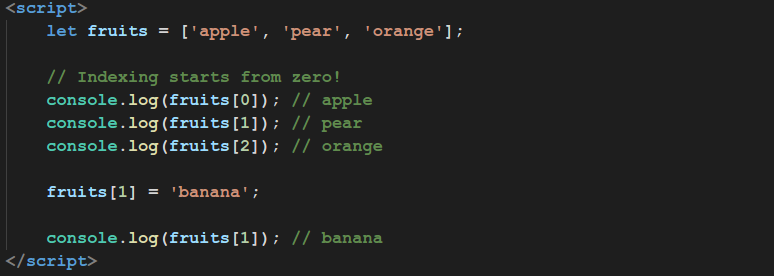 <script>
let fruits = ['apple', 'pear', 'orange'];
// Indexing starts from zero!
console.log(fruits[0]); // apple
console.log(fruits[1]); // pear
console.log(fruits[2]); // orange
fruits[1] = 'banana';
console.log(fruits[1]); // banana
</script>